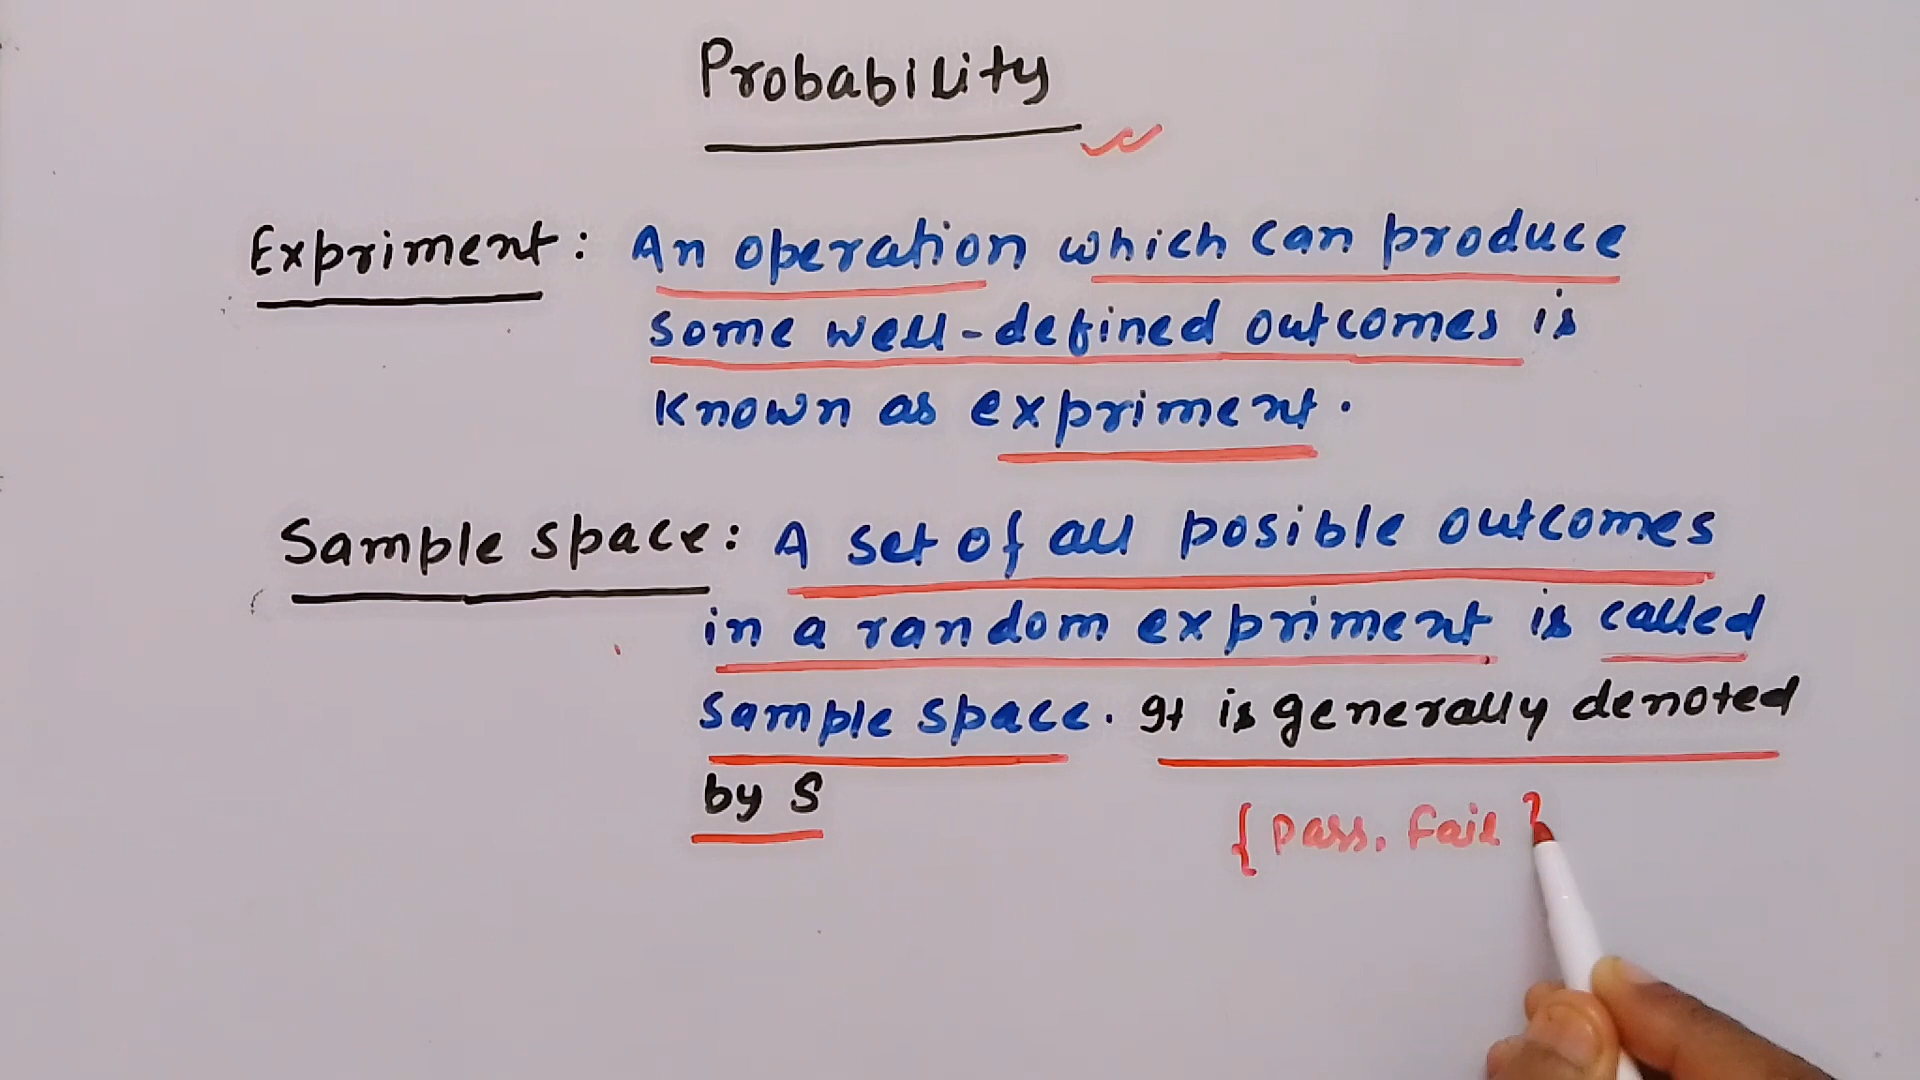 Probability
Expriment: An operation which can produce
some well-defined outcomes is
known as expriment.
Sample space: A set of all posible outcomes
in a random expriment is called
sample space. It is generally denoted
by S
{ Pass, Fail }